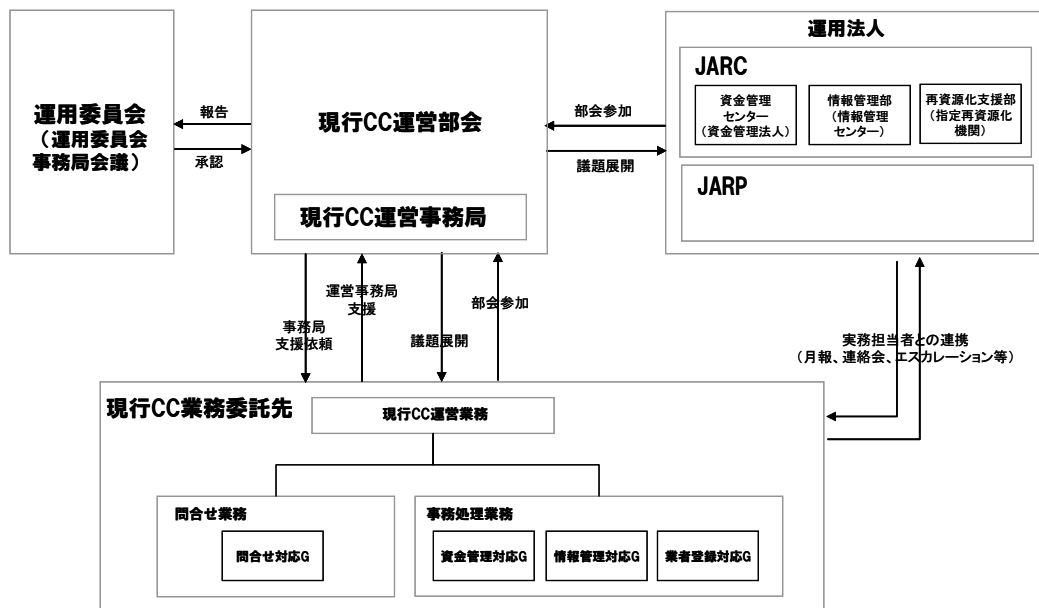 運用委員会
（運用委員会
事務局会議）
報告
承認
現行CC運営部会
現行CC運営事務局
部会参加
議題展開
運用法人
JARC
資金管理
センター
（資金管理法人）
情報管理部
（情報管理
センター）
再資源化支援部
（指定再資源化
機関）
JARP
事務局
支援依頼
運営事務局
支援
議題展開
部会参加
実務担当者との連携
（月報、連絡会、エスカレーション等）
現行CC業務委託先
現行CC運営業務
問合せ業務
問合せ対応G
事務処理業務
資金管理対応G
情報管理対応G
業者登録対応G